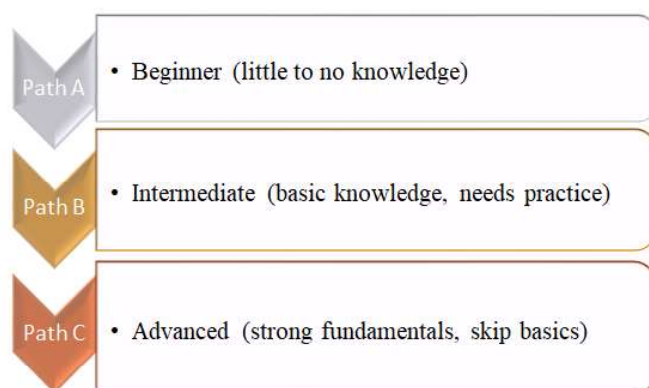 Path A
• Beginner (little to no knowledge)
Path B
• Intermediate (basic knowledge, needs practice)
Path C
• Advanced (strong fundamentals, skip basics)